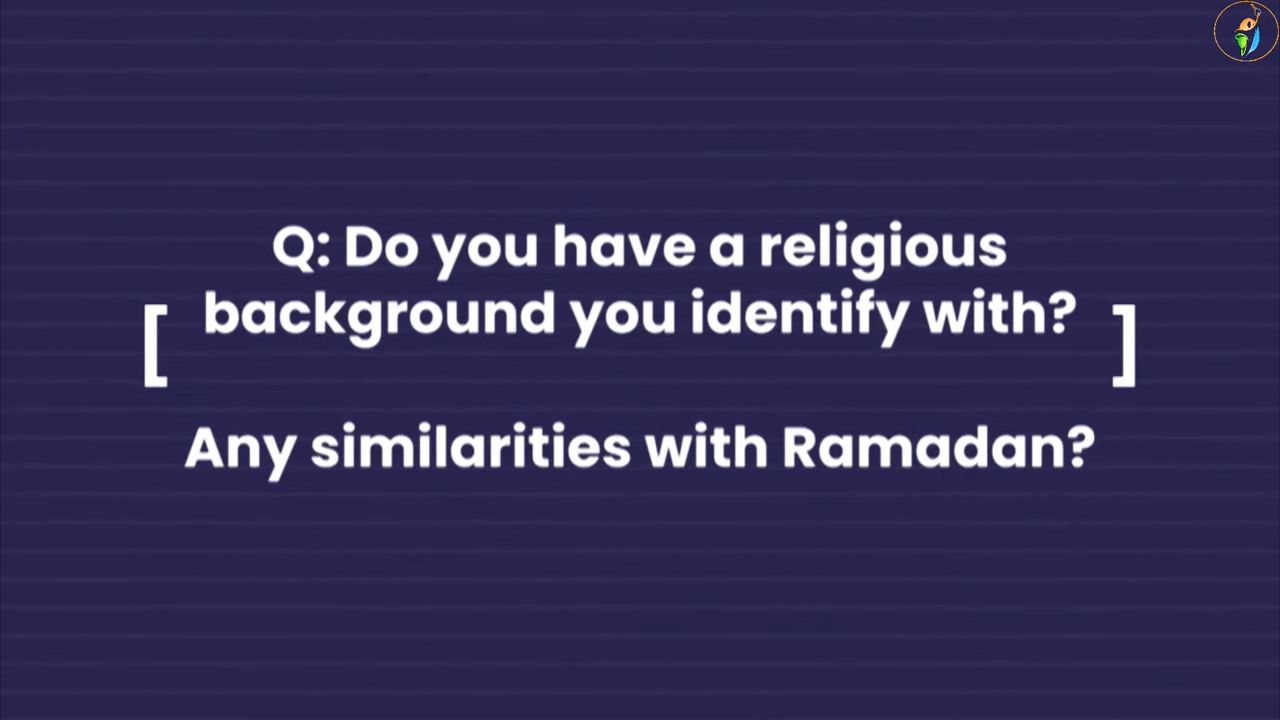 Q: Do you have a religious
background you identify with?
[ ]
Any similarities with Ramadan?